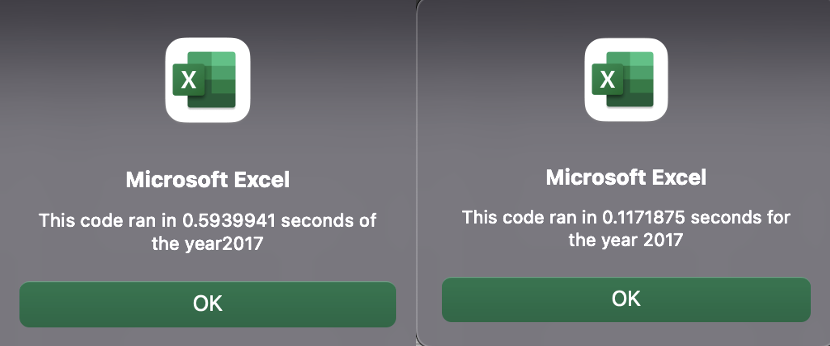 X
Microsoft Excel
This code ran in 0.5939941 seconds of
the year2017
OK
X
Microsoft Excel
This code ran in 0.1171875 seconds for
the year 2017
OK